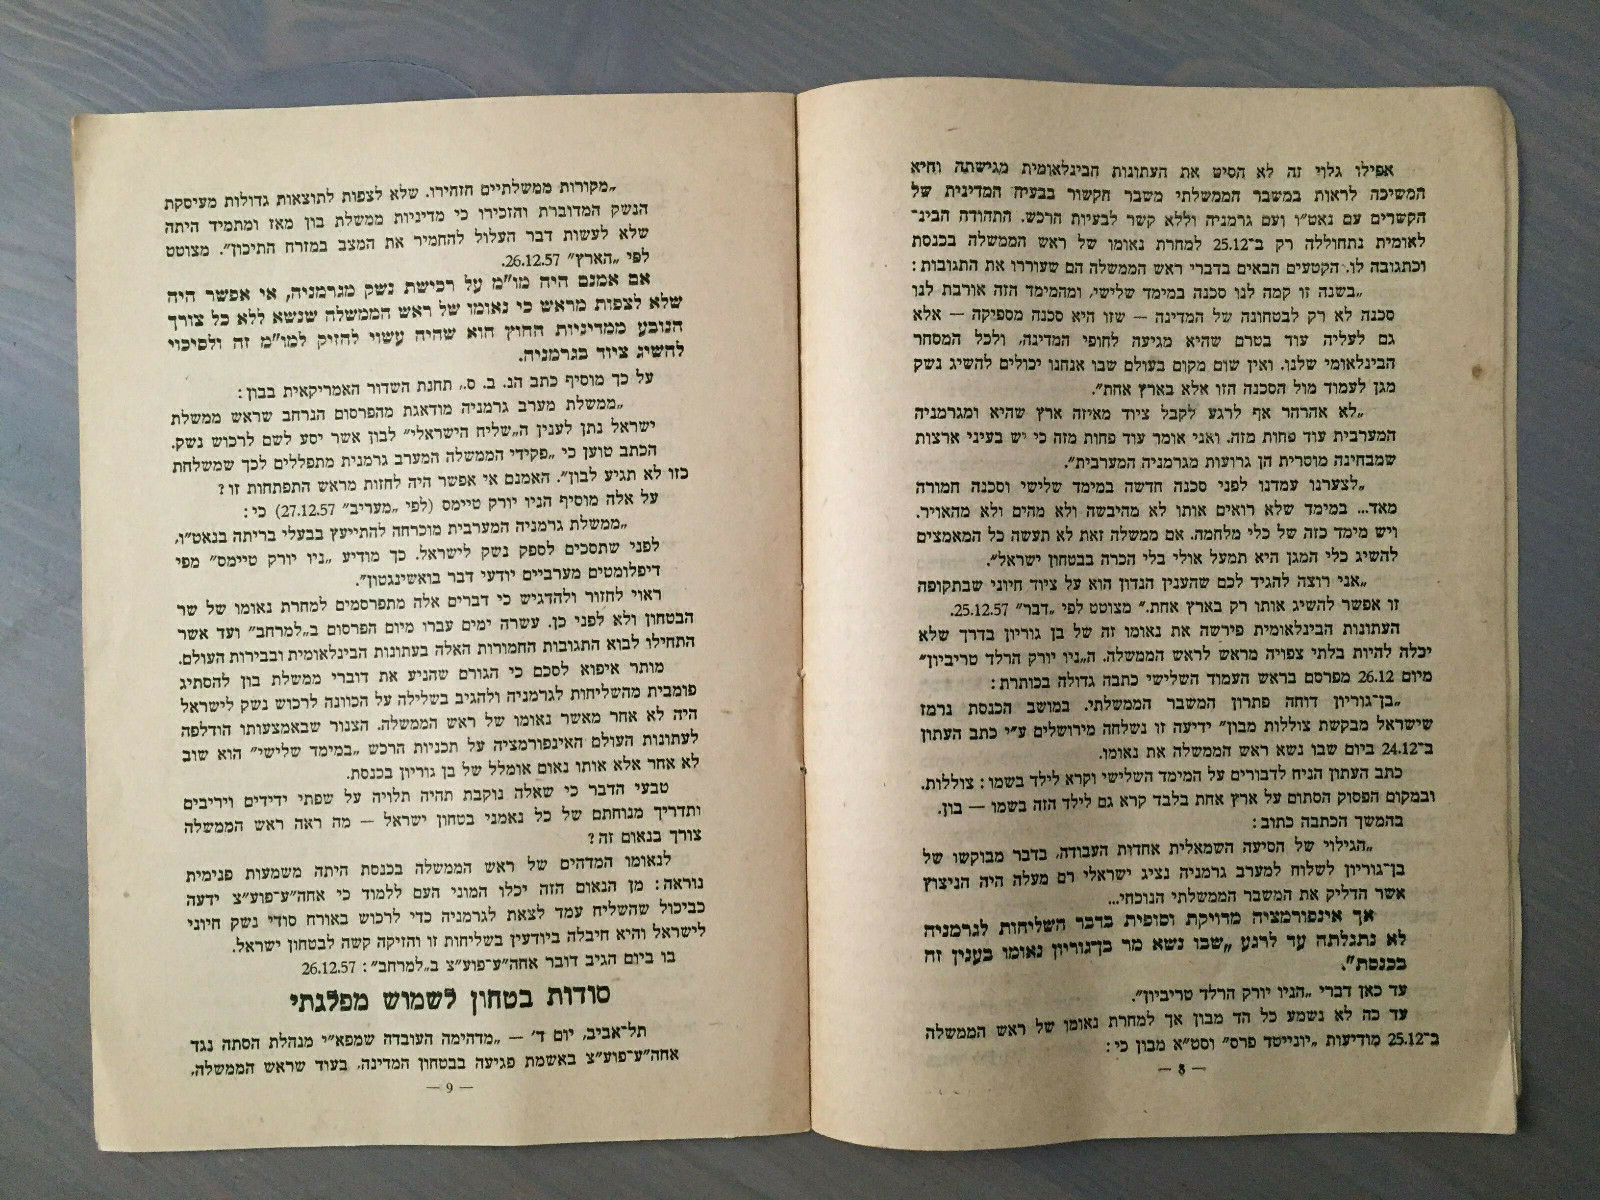 אפילו גלוי זה לא הסיט את העתונות הבינלאומית מגישתה והיא
המשיכה לראות במשבר הממשלתי משבר הקשור בבעיה המדינית של
הקשרים עם נאט"ו ועם גרמניה וללא קשר לבעיות הרכש. התהודה הבינ־
לאומית נתחוללה רק ב־25.12 למחרת נאומו של ראש הממשלה בכנסת
וכתגובה לו. הקטעים הבאים בדברי ראש הממשלה הם שעוררו את התגובות:
„בשנה זו קמה לנו סכנה במימד שלישי, ומהמימד הזה אורבת לנו
סכנה לא רק לבטחונה של המדינה — שזו היא סכנה מספיקה — אלא
גם לעליה עוד בטרם שהיא מגיעה לחופי המדינה, ולכל המסחר
הבינלאומי שלנו. ואין שום מקום בעולם שבו אנחנו יכולים להשיג נשק
מגן לעמוד מול הסכנה הזו אלא בארץ אחת".
„לא אהרהר אף לרגע לקבל ציוד מאיזה ארץ שהיא ומגרמניה
המערבית עוד פחות מזה. ואני אומר עוד פחות מזה כי יש בעיני ארצות
שמבחינה מוסרית הן גרועות מגרמניה המערבית".
„לצערנו עמדנו לפני סכנה חדשה במימד שלישי וסכנה חמורה
מאד... במימד שלא רואים אותו לא מהיבשה ולא מהים ולא מהאויר.
ויש מימד כזה של כלי מלחמה. אם ממשלה זאת לא תעשה כל המאמצים
להשיג כלי המגן היא תמעל אולי בלי הכרה בבטחון ישראל".
„אני רוצה להגיד לכם שהענין הנדון הוא על ציוד חיוני שבתקופה
זו אפשר להשיג אותו רק בארץ אחת." מצוטט לפי „דבר" 25.12.57.
העתונות הבינלאומית פירשה את נאומו זה של בן גוריון בדרך שלא
יכלה להיות בלתי צפויה מראש לראש הממשלה. ה„ניו יורק הרלד טריביון"
מיום 26.12 מפרסם בראש העמוד השלישי כתבה גדולה בכותרת:
„בן־גוריון דוחה פתרון המשבר הממשלתי. במושב הכנסת נרמז
שישראל מבקשת צוללות מבון" ידיעה זו נשלחה מירושלים ע"י כתב העתון
ב־24.12 ביום שבו נשא ראש הממשלה את נאומו.
כתב העתון הניח לדבורים על המימד השלישי וקרא לילד בשמו: צוללות.
ובמקום הפסוק הסתום על ארץ אחת בלבד קרא גם לילד הזה בשמו — בון.
בהמשך הכתבה כתוב:
„הגילוי של הסיעה השמאלית אחדות העבודה, בדבר מבוקשו של
בן־גוריון לשלוח למערב גרמניה נציג ישראלי רם מעלה היה הניצוץ
אשר הדליק את המשבר הממשלתי הנוכחי...
אך אינפורמציה מדויקת וסופית בדבר השליחות לגרמניה
לא נתגלתה עד לרגע „שבו נשא מר בן־גוריון נאומו בענין זה
בכנסת".
עד כאן דברי „הניו יורק הרלד טריביון".
עד כה לא נשמע כל הד מבון אך למחרת נאומו של ראש הממשלה
ב־25.12 מודיעות „יונייטד פרס" וסט"א מבון כי:
— 8 —
„מקורות ממשלתיים הזהירו. שלא לצפות לתוצאות גדולות מעיסקת
הנשק המדוברת והזכירו כי מדיניות ממשלת בון מאז ומתמיד היתה
שלא לעשות דבר העלול להחמיר את המצב במזרח התיכון". מצוטט
לפי „הארץ" 26.12.57.
אם אמנם היה מו"מ על רכישת נשק מגרמניה, אי אפשר היה
שלא לצפות מראש כי נאומו של ראש הממשלה שנשא ללא כל צורך
הנובע ממדיניות החוץ הוא שהיה עשוי להזיק למו"מ זה ולסיכוי
להשיג ציוד בגרמניה.
על כך מוסיף כתב הנ. ב. ס., תחנת השדור האמריקאית בבון:
„ממשלת מערב גרמניה מודאגת מהפרסום הנרחב שראש ממשלת
ישראל נתן לענין ה„שליח הישראלי" לבון אשר יסע לשם לרכוש נשק.
הכתב טוען כי „פקידי הממשלה המערב גרמנית מתפללים לכך שמשלחת
כזו לא תגיע לבון". האמנם אי אפשר היה לחזות מראש התפתחות זו?
על אלה מוסיף הניו יורק טיימס (לפי „מעריב" 27.12.57) כי:
„ממשלת גרמניה המערבית מוכרחה להתייעץ בבעלי בריתה בנאט"ו,
לפני שתסכים לספק נשק לישראל. כך מודיע „ניו יורק טיימס" מפי
דיפלומטים מערביים יודעי דבר בואשינגטון".
ראוי לחזור ולהדגיש כי דברים אלה מתפרסמים למחרת נאומו של שר
הבטחון ולא לפני כן. עשרה ימים עברו מיום הפרסום ב„למרחב" ועד אשר
התחילו לבוא התגובות החמורות האלה בעתונות הבינלאומית ובבירות העולם.
מותר איפוא לסכם כי הגורם שהניע את דוברי ממשלת בון להסתיג
פומבית מהשליחות לגרמניה ולהגיב בשלילה על הכוונה לרכוש נשק לישראל
היה לא אחר מאשר נאומו של ראש הממשלה. הצנור שבאמצעותו הודלפה
לעתונות העולם האינפורמציה על תכניות הרכש „במימד שלישי" הוא שוב
לא אחר אלא אותו נאום אומלל של בן גוריון בכנסת.
טבעי הדבר כי שאלה נוקבת תהיה תלויה על שפתי ידידים ויריבים
ותדריך מנוחתם של כל נאמני בטחון ישראל — מה ראה ראש הממשלה
צורך בנאום זה?
לנאומו המדהים של ראש הממשלה בכנסת היתה משמעות פנימית
נוראה: מן הנאום הזה יכלו המוני העם ללמוד כי אחה"ע־פוע"צ ידעה
כביכול שהשליח עמד לצאת לגרמניה כדי לרכוש באורח סודי נשק חיוני
לישראל והיא חיבלה ביודעין בשליחות זו והזיקה קשה לבטחון ישראל.
בו ביום הגיב דובר אחה"ע־פוע"צ ב„למרחב": 26.12.57
סודות בטחון לשמוש מפלגתי
תל־אביב, יום ד' — „מדהימה העובדה שמפא"י מנהלת הסתה נגד
אחה"ע־פוע"צ באשמת פגיעה בבטחון המדינה, בעוד שראש הממשלה,
— 9 —